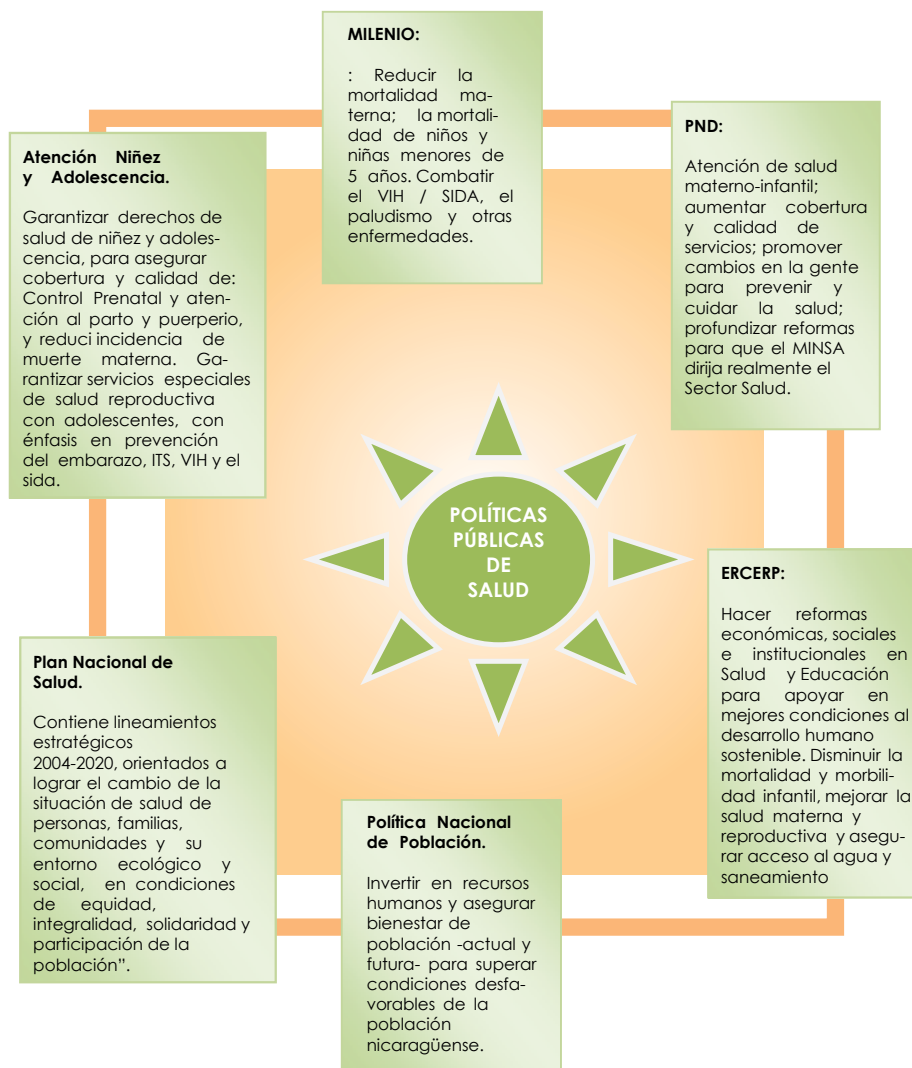 MILENIO:
: Reducir la
mortalidad ma-
terna; la mortali-
dad de niños y
niñas menores de
5 años. Combatir
el VIH / SIDA, el
paludismo y otras
enfermedades.
PND:
Atención de salud
materno-infantil;
aumentar cobertura
y calidad de
servicios; promover
cambios en la gente
para prevenir y
cuidar la salud;
profundizar reformas
para que el MINSA
dirija realmente el
Sector Salud.
Atención Niñez
y Adolescencia.
Garantizar derechos de
salud de niñez y adoles-
cencia, para asegurar
cobertura y calidad de:
Control Prenatal y aten-
ción al parto y puerperio,
y reduci incidencia de
muerte materna. Ga-
rantizar servicios especiales
de salud reproductiva
con adolescentes, con
énfasis en prevención
del embarazo, ITS, VIH y el
sida.
POLÍTICAS
PÚBLICAS
DE
SALUD
ERCERP:
Hacer reformas
económicas, sociales
e institucionales en
Salud y Educación
para apoyar en
mejores condiciones al
desarrollo humano
sostenible. Disminuir la
mortalidad y morbili-
dad infantil, mejorar la
salud materna y
reproductiva y asegu-
rar acceso al agua y
saneamiento
Plan Nacional de
Salud.
Contiene lineamientos
estratégicos
2004-2020, orientados a
lograr el cambio de la
situación de salud de
personas, familias,
comunidades y su
entorno ecológico y
social, en condiciones
de equidad,
integralidad, solidaridad y
participación de la
población”.
Política Nacional
de Población.
Invertir en recursos
humanos y asegurar
bienestar de
población -actual y
futura- para superar
condiciones desfa-
vorables de la
población
nicaragüense.